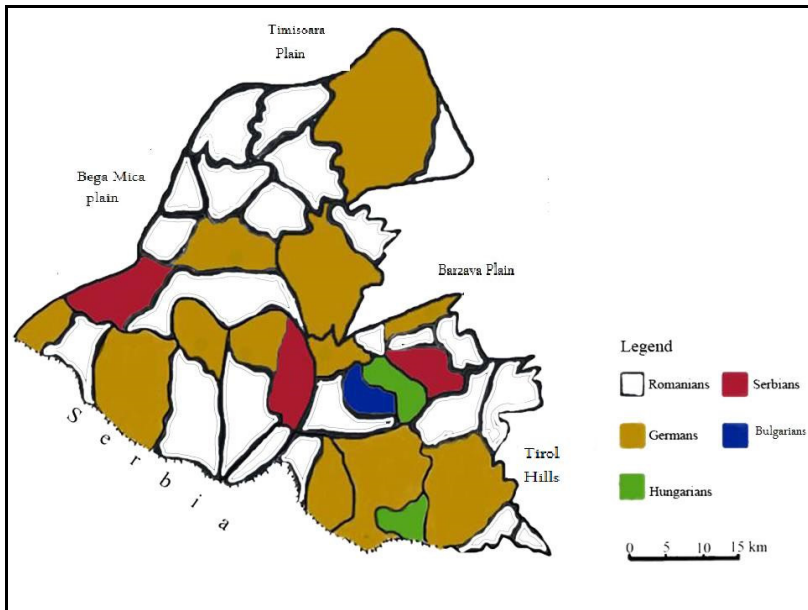 Timisoara
Plain
Bega Mica
plain
Barzava Plain
Tirol
Hills
Serbia
Legend
Romanians
Serbians
Germans
Bulgarians
Hungarians
0 5 10 15 km